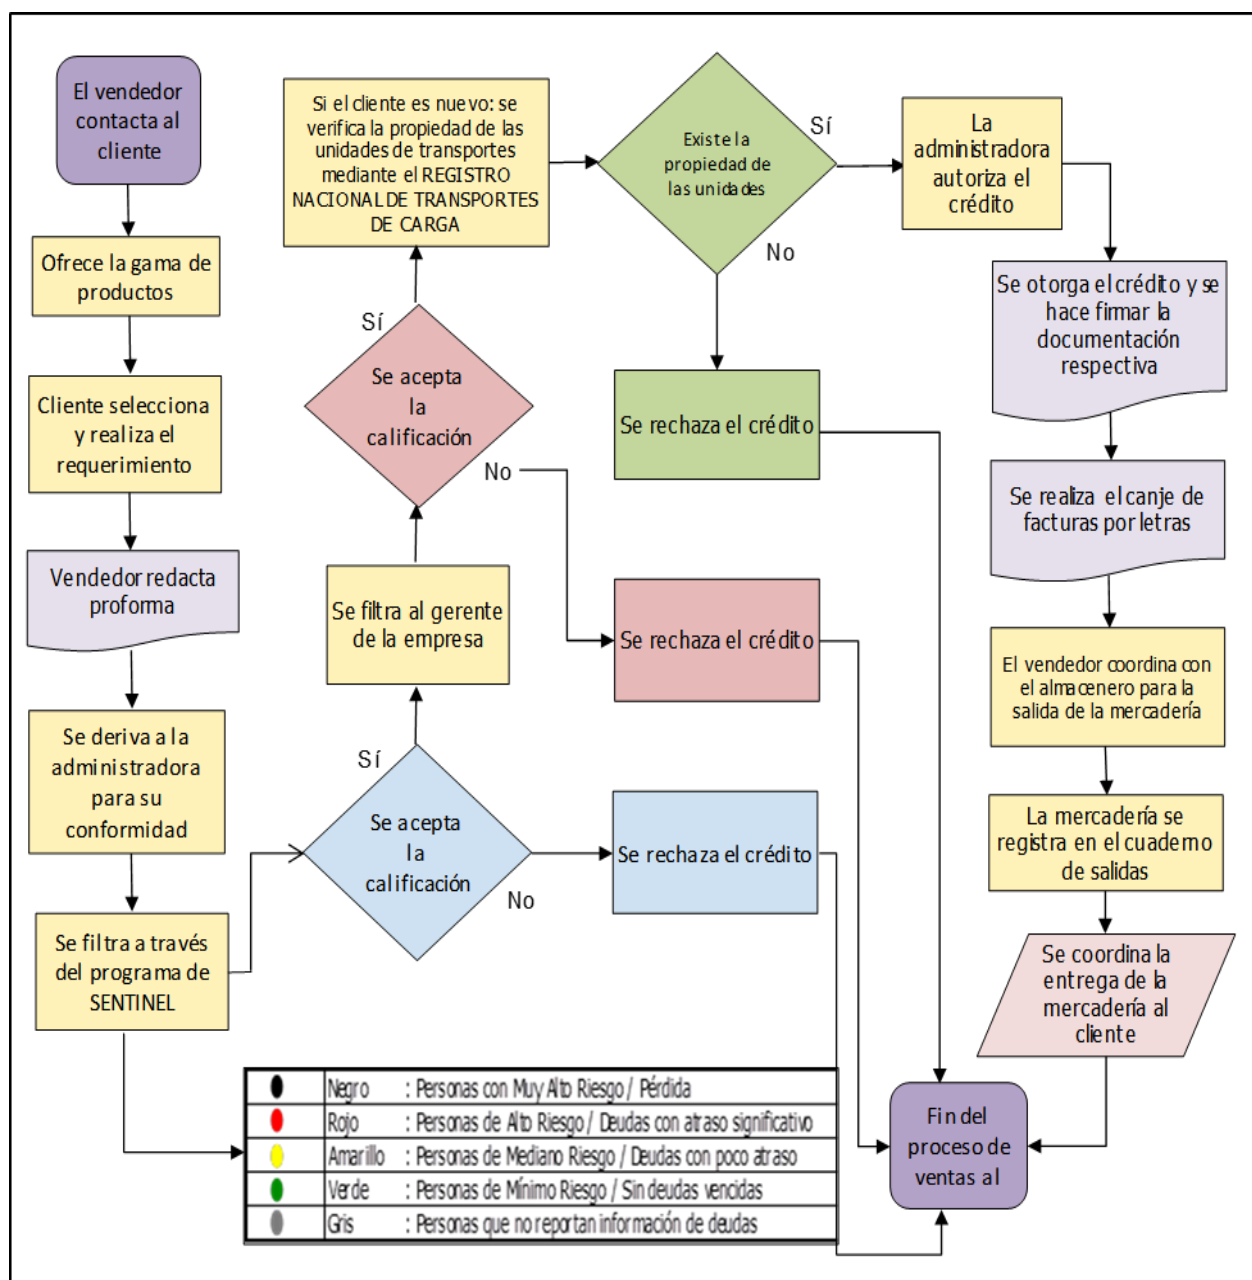 El vendedor
contacta al
cliente
Ofrece la gama de
productos
Cliente selecciona
y realiza el
requerimiento
Vendedor redacta
proforma
Se deriva a la
administradora
para su
conformidad
Se filtra a través
del programa de
SENTINEL
Negro : Personas con Muy Alto Riesgo / Pérdida
Rojo : Personas de Alto Riesgo / Deudas con atraso significativo
Amarillo : Personas de Mediano Riesgo / Deudas con poco atraso
Verde : Personas de Mínimo Riesgo / Sin deudas vencidas
Gris : Personas que no reportan información de deudas
Se acepta
la
calificación
Sí
No
Se rechaza el crédito
Se filtra al gerente
de la empresa
Se acepta
la
calificación
Sí
No
Se rechaza el crédito
Si el cliente es nuevo: se
verifica la propiedad de las
unidades de transportes
mediante el REGISTRO
NACIONAL DE TRANSPORTES
DE CARGA
Existe la
propiedad de
las unidades
Sí
No
Se rechaza el crédito
La
administradora
autoriza el
crédito
Se otorga el crédito y se
hace firmar la
documentación
respectiva
Se realiza el canje de
facturas por letras
El vendedor coordina con
el almacenero para la
salida de la mercadería
La mercadería se
registra en el cuaderno
de salidas
Se coordina la
entrega de la
mercadería al
cliente
Fin del
proceso de
ventas al